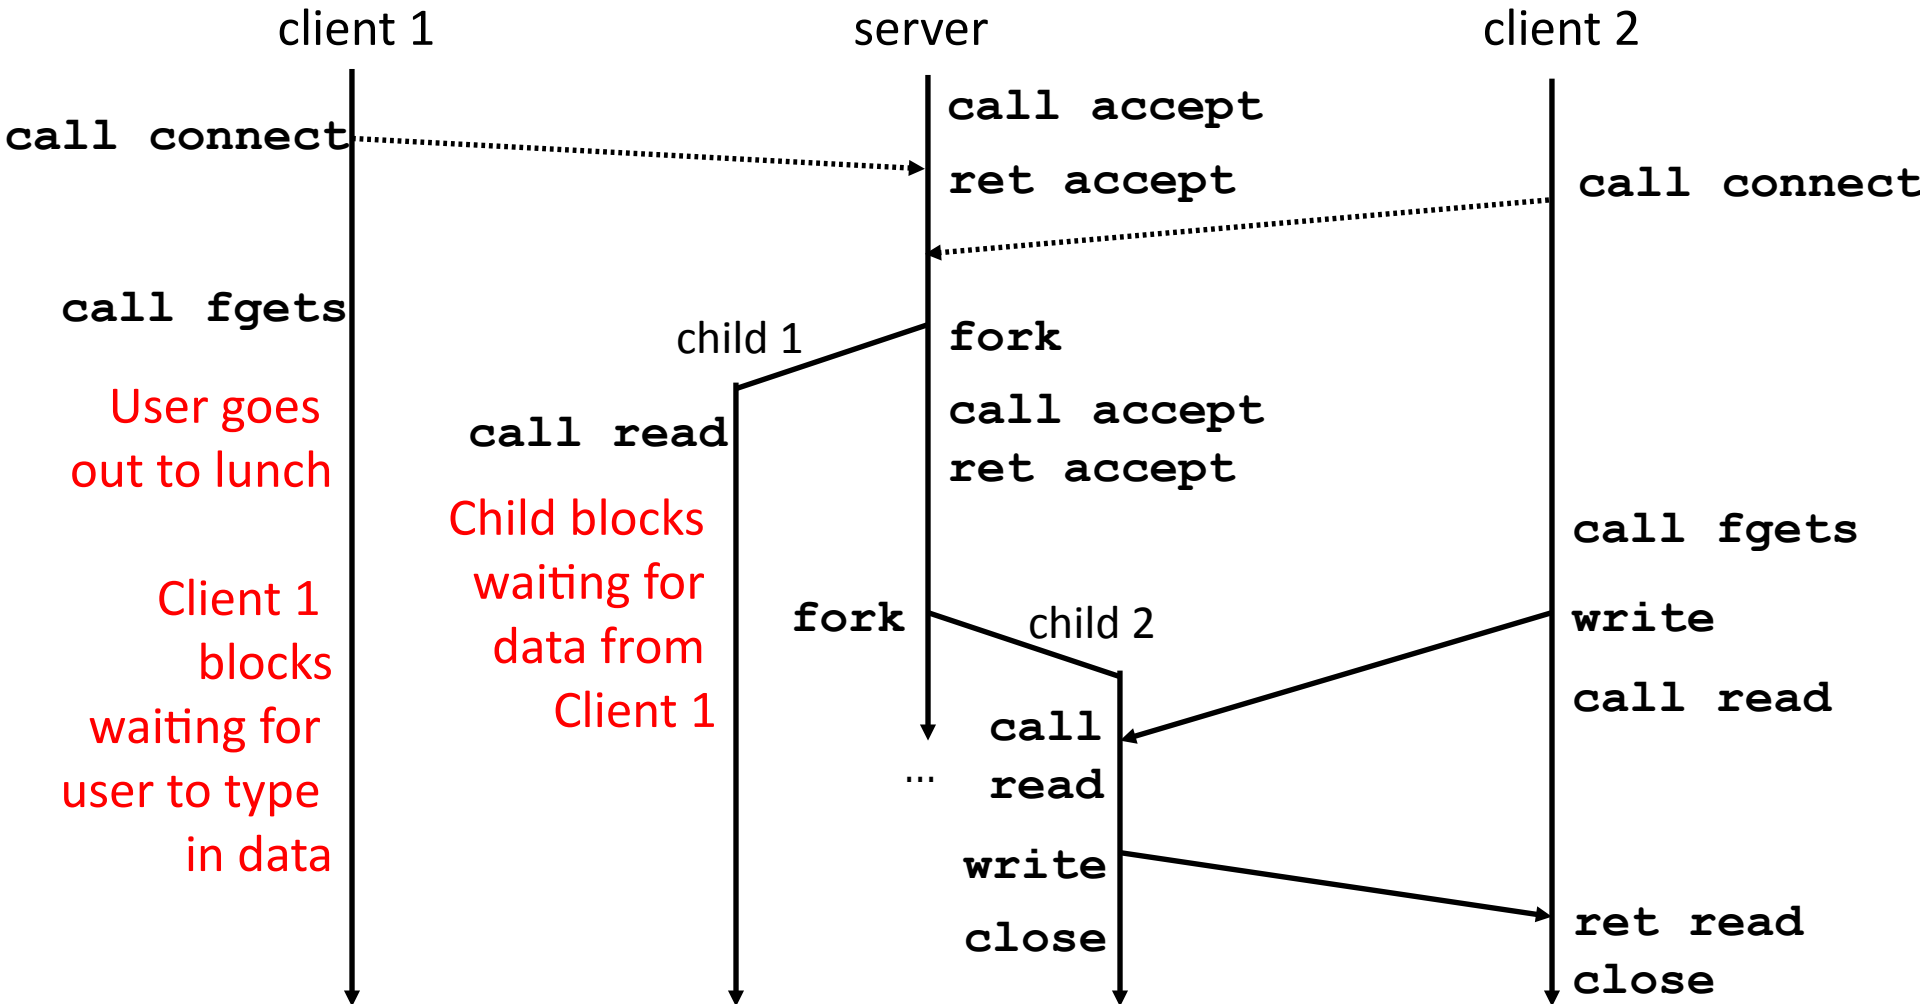 client 1
server
client 2
call connect
call accept
ret accept
call connect
call fgets
child 1
fork
User goes
out to lunch
call read
call accept
ret accept
Child blocks
waiting for
data from
Client 1
call fgets
Client 1
blocks
waiting for
user to type
in data
fork
child 2
write
call read
call
read
...
write
close
ret read
close